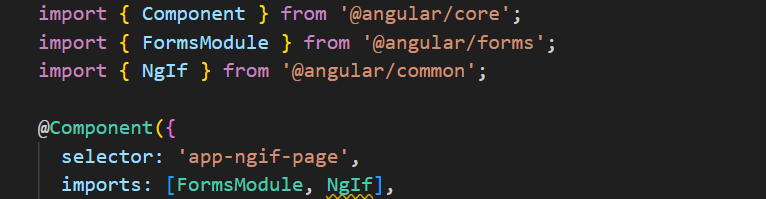 import { Component } from '@angular/core';
import { FormsModule } from '@angular/forms';
import { NgIf } from '@angular/common';

@Component({
  selector: 'app-ngif-page',
  imports: [FormsModule, NgIf],